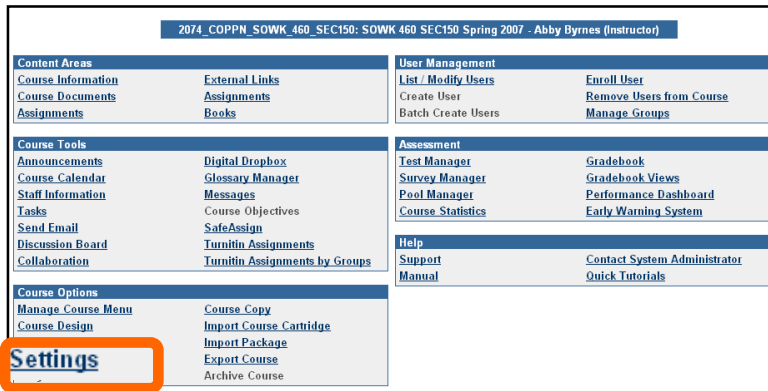 2074_COPPN_SOWK_460_SEC150: SOWK 460 SEC150 Spring 2007 - Abby Byrnes (Instructor)
Content Areas
Course Information External Links
Course Documents Assignments
Assignments Books
Course Tools
Announcements Digital Dropbox
Course Calendar Glossary Manager
Staff Information Messages
Tasks Course Objectives
Send Email SafeAssign
Discussion Board Turnitin Assignments
Collaboration Turnitin Assignments by Groups
Course Options
Manage Course Menu Course Copy
Course Design Import Course Cartridge
Import Package
Settings Export Course
Archive Course
User Management
List / Modify Users Enroll User
Create User Remove Users from Course
Batch Create Users Manage Groups
Assessment
Test Manager Gradebook
Survey Manager Gradebook Views
Pool Manager Performance Dashboard
Course Statistics Early Warning System
Help
Support Contact System Administrator
Manual Quick Tutorials